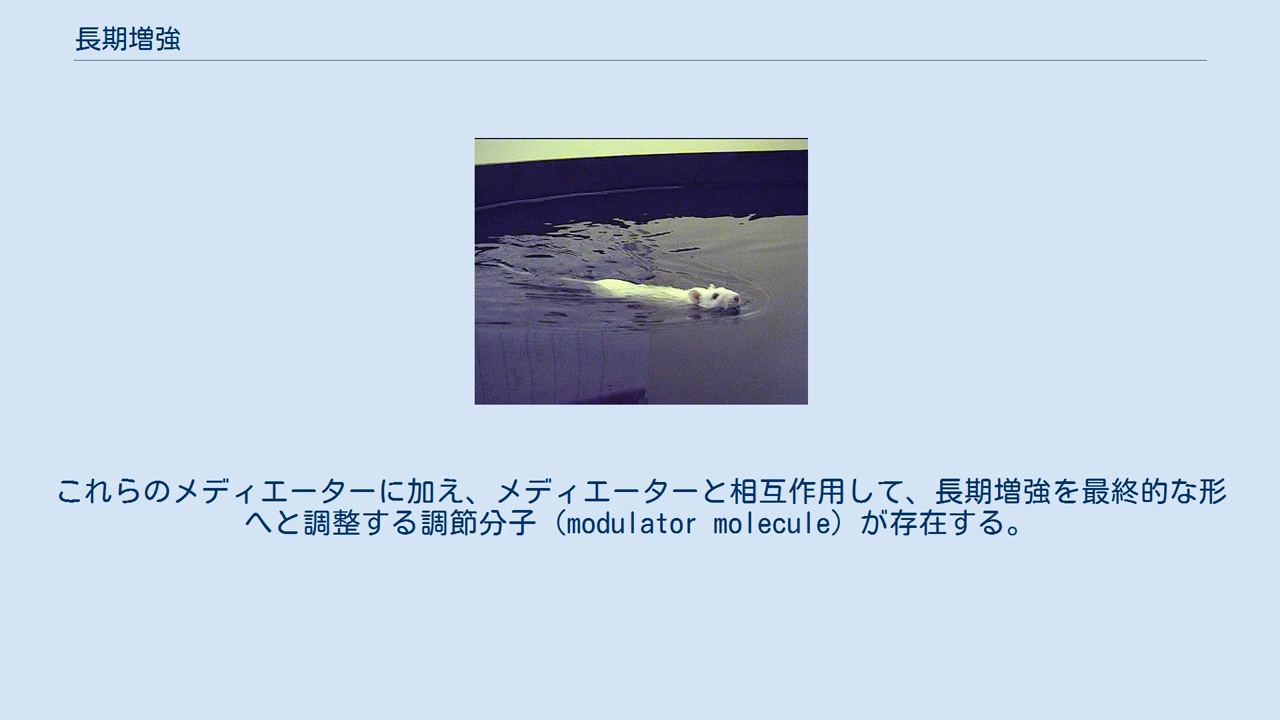 長期増強
これらのメディエーターに加え、メディエーターと相互作用して、長期増強を最終的な形
へと調整する調節分子（modulator molecule）が存在する。